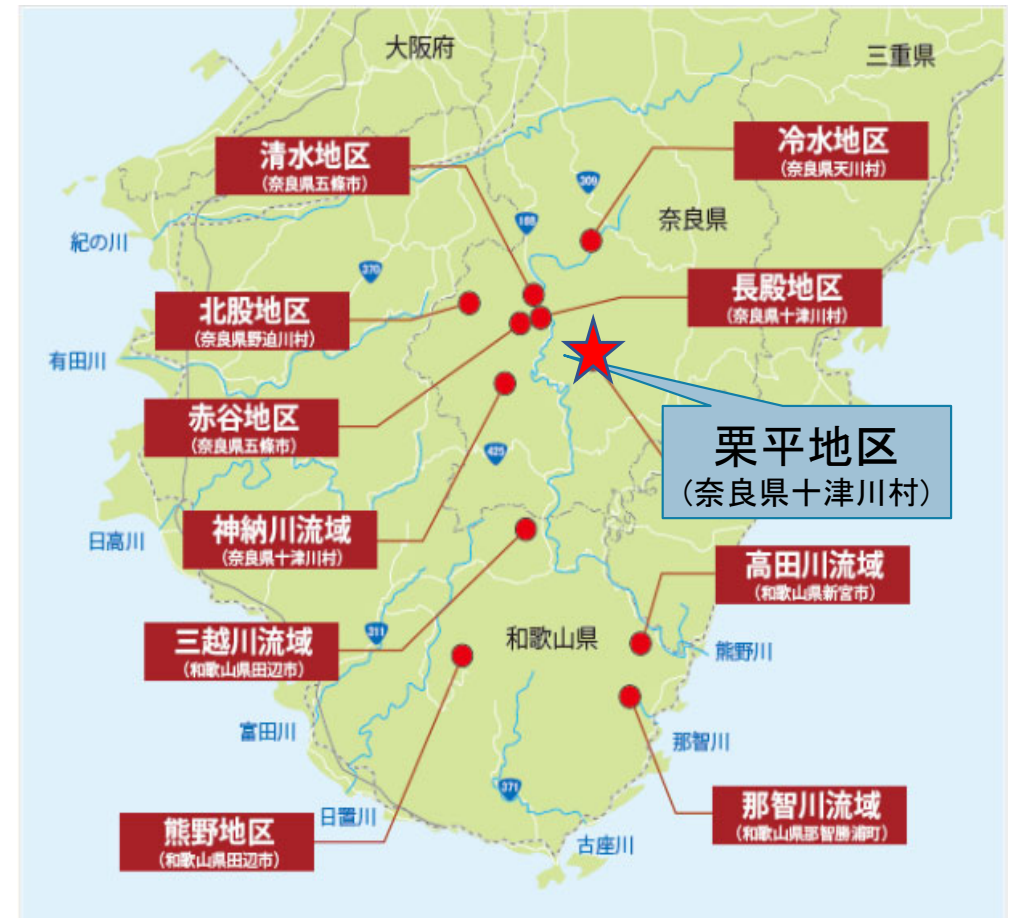 大阪府
三重県
清水地区
(奈良県五條市)
冷水地区
(奈良県天川村)
309
168
奈良県
紀の川
370
北股地区
(奈良県野迫川村)
長殿地区
(奈良県十津川村)
有田川
赤谷地区
(奈良県五條市)
栗平地区
(奈良県十津川村)
425
日高川
神納川流域
(奈良県十津川村)
高田川流域
(和歌山県新宮市)
三越川流域
(和歌山県田辺市)
311
和歌山県
熊野川
富田川
那智川
371
日置川
那智川流域
(和歌山県那智勝浦町)
熊野地区
(和歌山県田辺市)
古座川